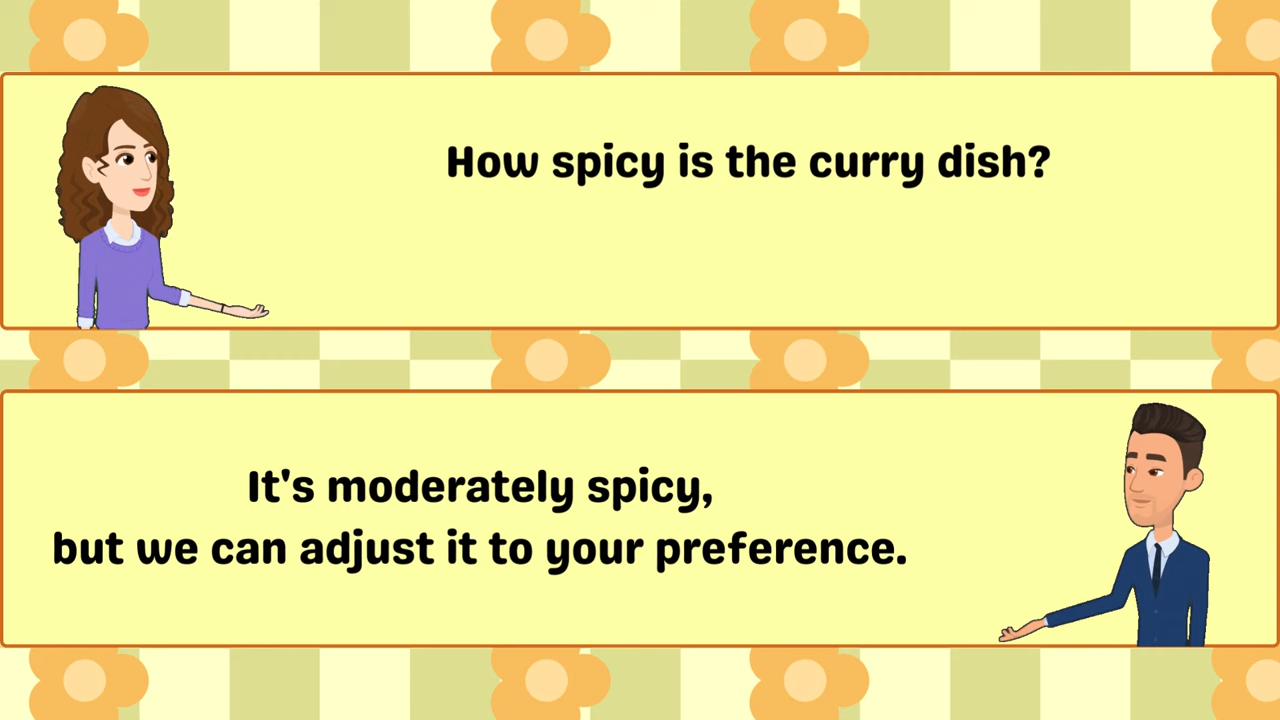 How spicy is the curry dish?
It's moderately spicy,
but we can adjust it to your preference.